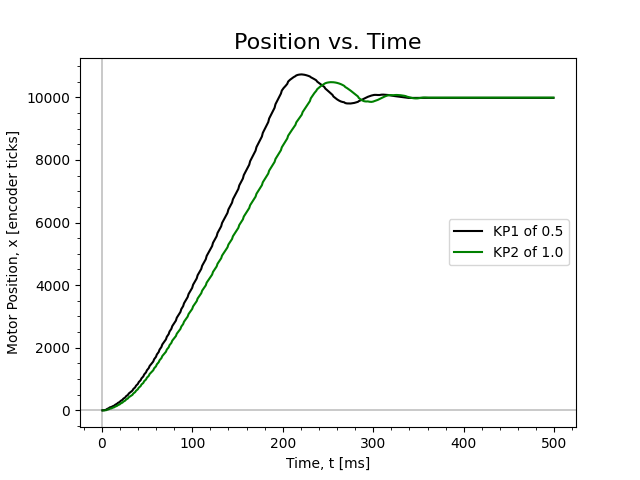 Position vs. Time
Motor Position, x [encoder ticks]
10000
8000
6000
4000
2000
0
KP1 of 0.5
KP2 of 1.0
0 100 200 300 400 500
Time, t [ms]